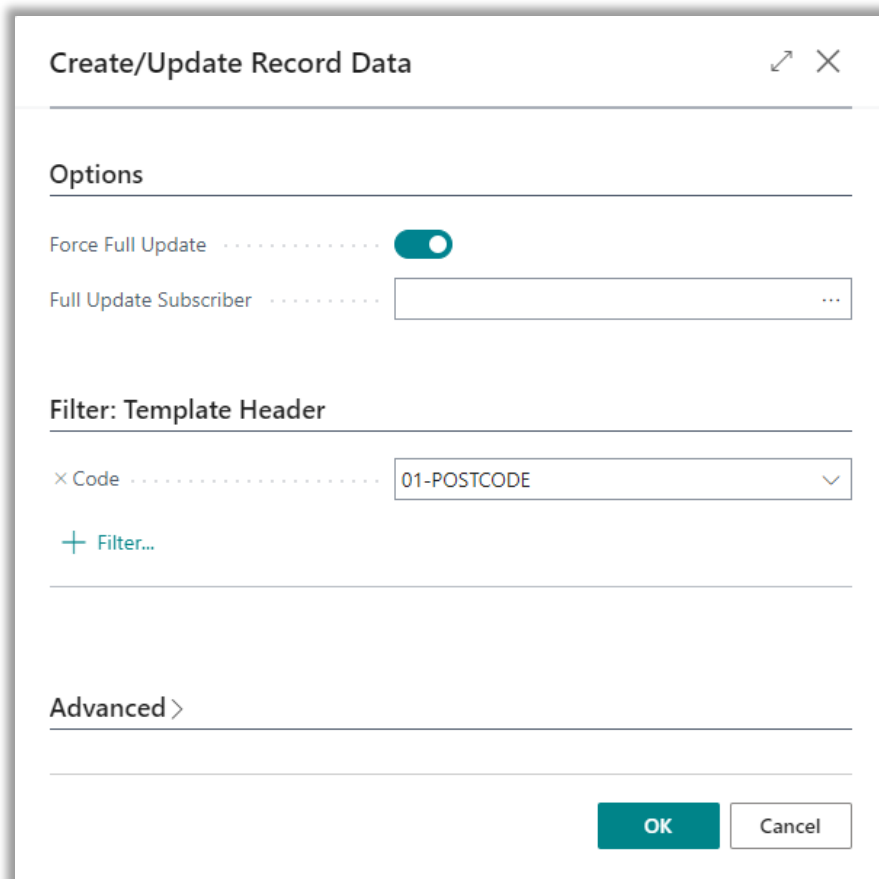 Create/Update Record Data
Options
Force Full Update
Full Update Subscriber
Filter: Template Header
Code 01-POSTCODE
Filter...
Advanced
OK Cancel